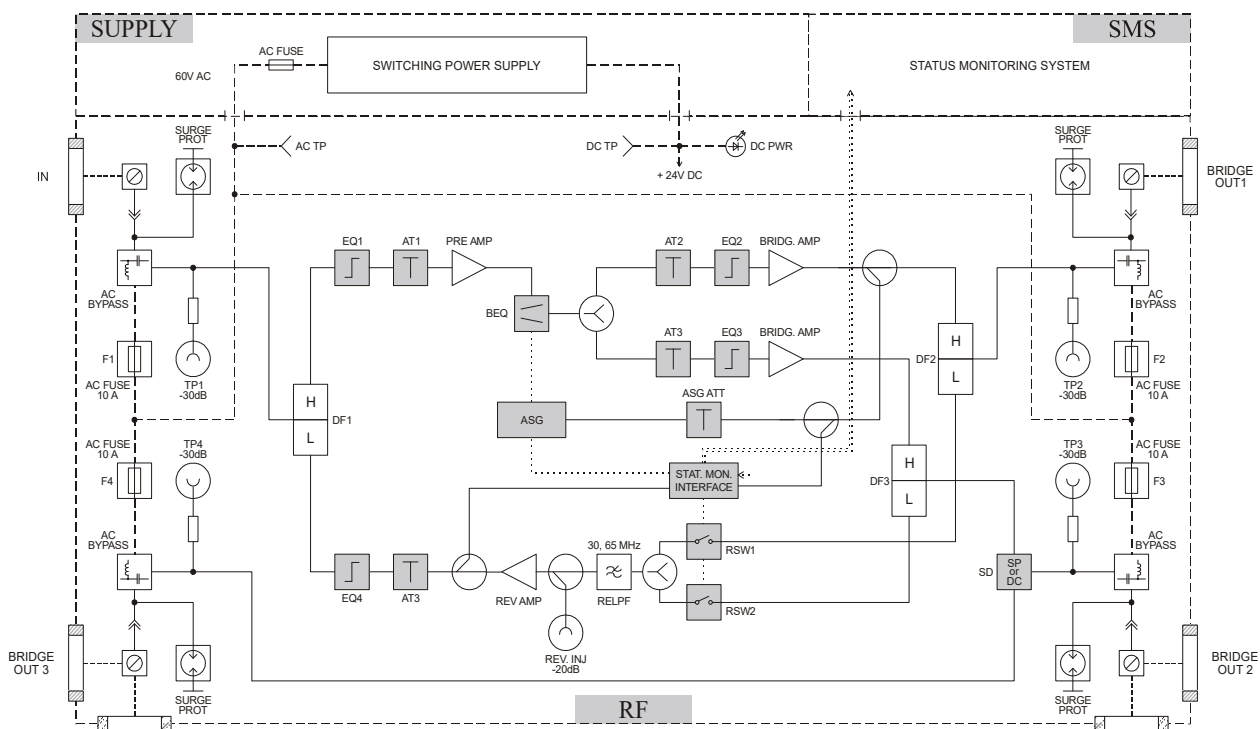 SUPPLY
SMS
AC FUSE
SWITCHING POWER SUPPLY
STATUS MONITORING SYSTEM
60V AC
SURGE
PROT
AC TP
DC TP
DC PWR
+ 24V DC
SURGE
PROT
IN
BRIDGE
OUT1
EQ1
AT1
PRE AMP
AT2
EQ2
BRIDG. AMP
AC
BYPASS
BEQ
AC
BYPASS
AT3
EQ3
BRIDG. AMP
H
L
DF2
F1
AC FUSE
10 A
TP1
-30dB
TP2
-30dB
F2
AC FUSE
10 A
H
L
DF1
ASG
ASG ATT
AC FUSE
10 A
F4
TP4
-30dB
H
L
DF3
TP3
-30dB
AC FUSE
10 A
F3
STAT. MON.
INTERFACE
AC
BYPASS
30, 65 MHz
RSW1
AC
BYPASS
SD
SP
or
DC
EQ4
AT3
REV AMP
RELPF
RSW2
REV. INJ
-20dB
BRIDGE
OUT 3
SURGE
PROT
SURGE
PROT
BRIDGE
OUT 2
RF